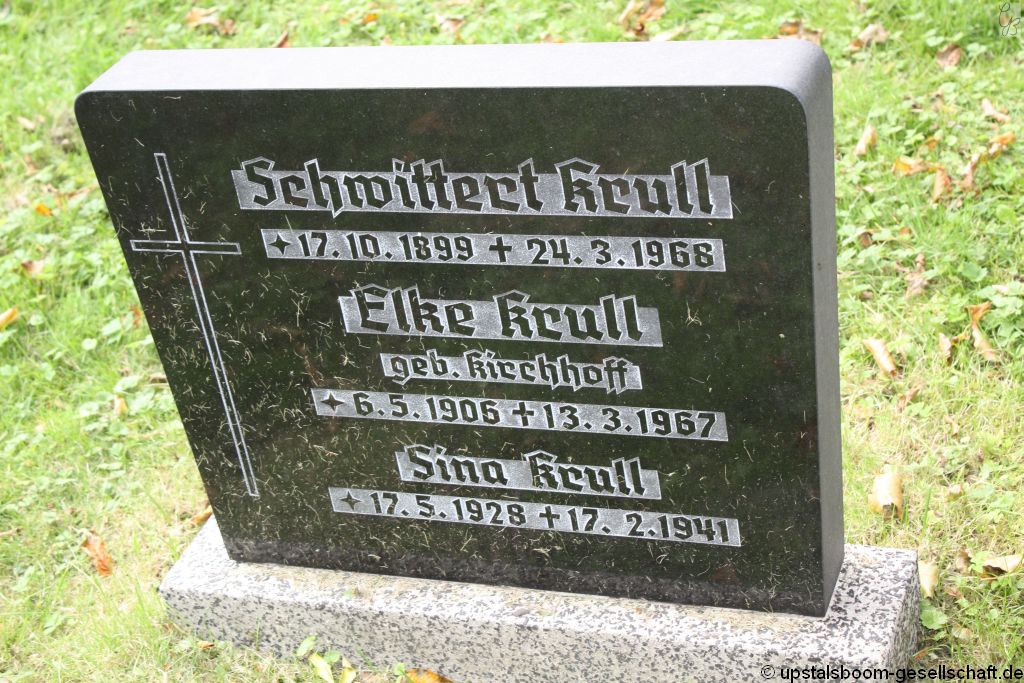 Schwittert Krull
✦ 17. 10. 1899 ✝ 24. 3. 1968
Elke Krull
geb. Kirchhoff
✦ 6. 5. 1906 ✝ 13. 3. 1967
Sina Krull
✦ 17. 5. 1928 ✝ 17. 2. 1941
© upstalsboom-gesellschaft.de